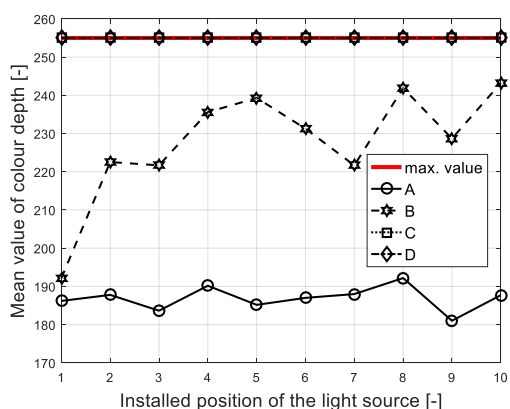 Mean value of colour depth [-]
260
250
240
230
220
210
200
190
180
170
max. value
A
B
C
D
1 2 3 4 5 6 7 8 9 10
Installed position of the light source [-]